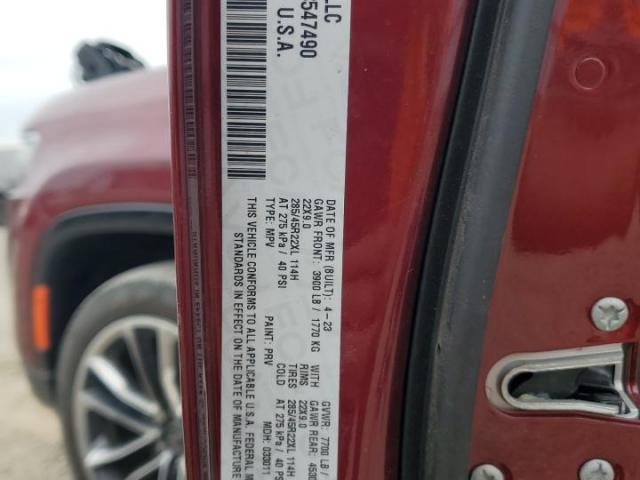 LLC
547490
U.S.A.
DATE OF MFR (BUILT): 4-23 GVWR: 7700 LB /
GAWR FRONT: 3900 LB / 1770 KG WITH GAWR REAR:
22X9.0 RIMS 22X9.0
285/45R22XL 114H TIRES 285/45R22XL 114H
AT 275 kPa / 40 PSI COLD AT 275 kPa / 40 PS
TYPE: MPV PAINT: PRV MDH: 033011
THIS VEHICLE CONFORMS TO ALL APPLICABLE U.S.A. FEDERAL
STANDARDS IN EFFECT ON THE DATE OF MANUFACTURE